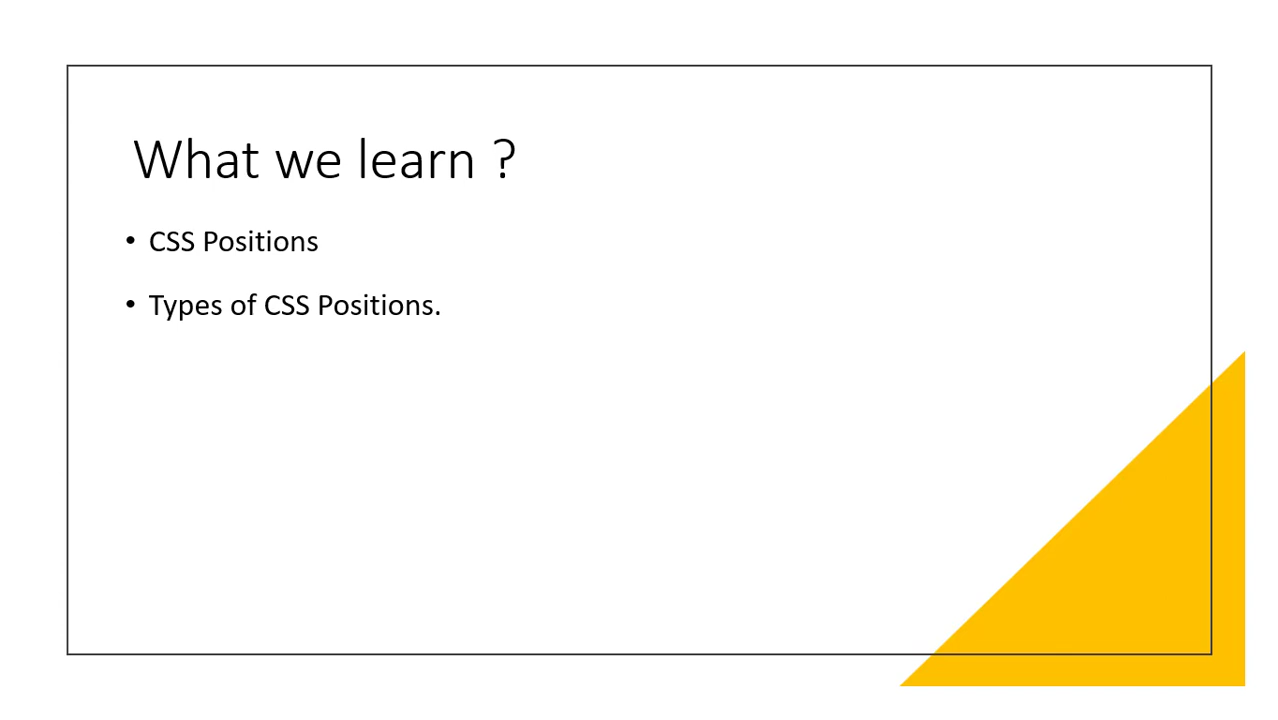 What we learn ?
• CSS Positions
• Types of CSS Positions.